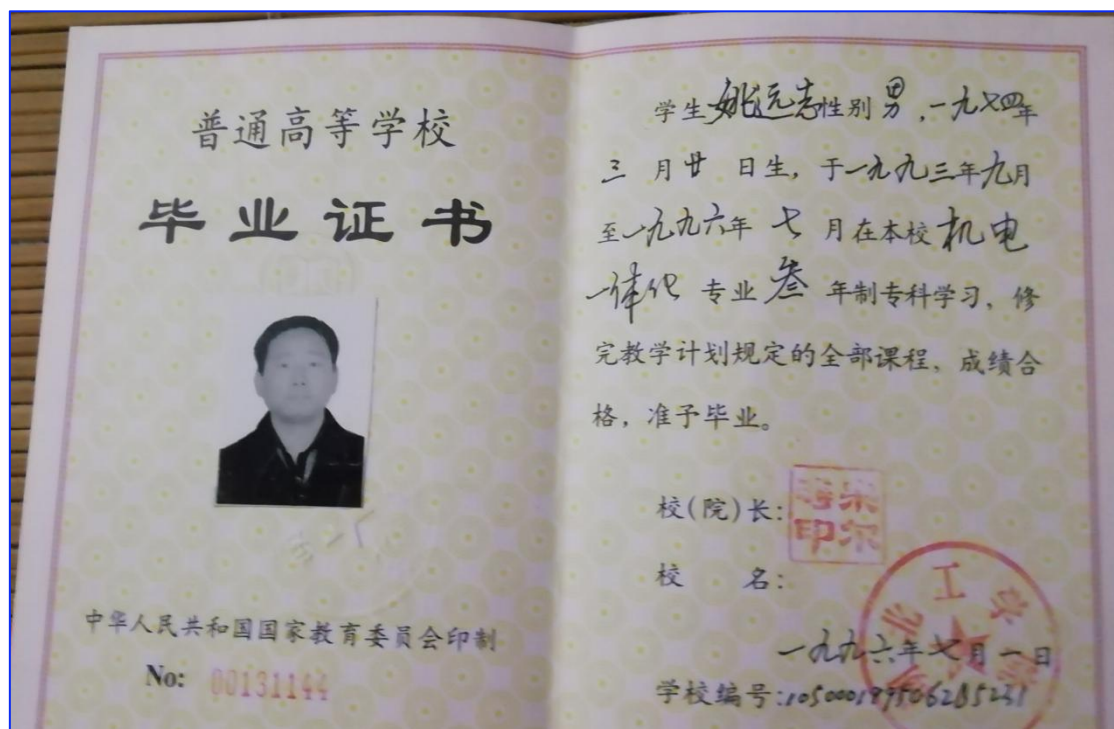 普通高等学校
毕业证书
中华人民共和国国家教育委员会印制
No: 00131144
学生姚远志性别男，一九七四年
三月廿日生，于一九九三年九月
至一九九六年七月在本校机电
一体化专业叁年制专科学习，修
完教学计划规定的全部课程，成绩合
格，准予毕业。
校(院)长:
校名:
一九九六年七月一日
学校编号: